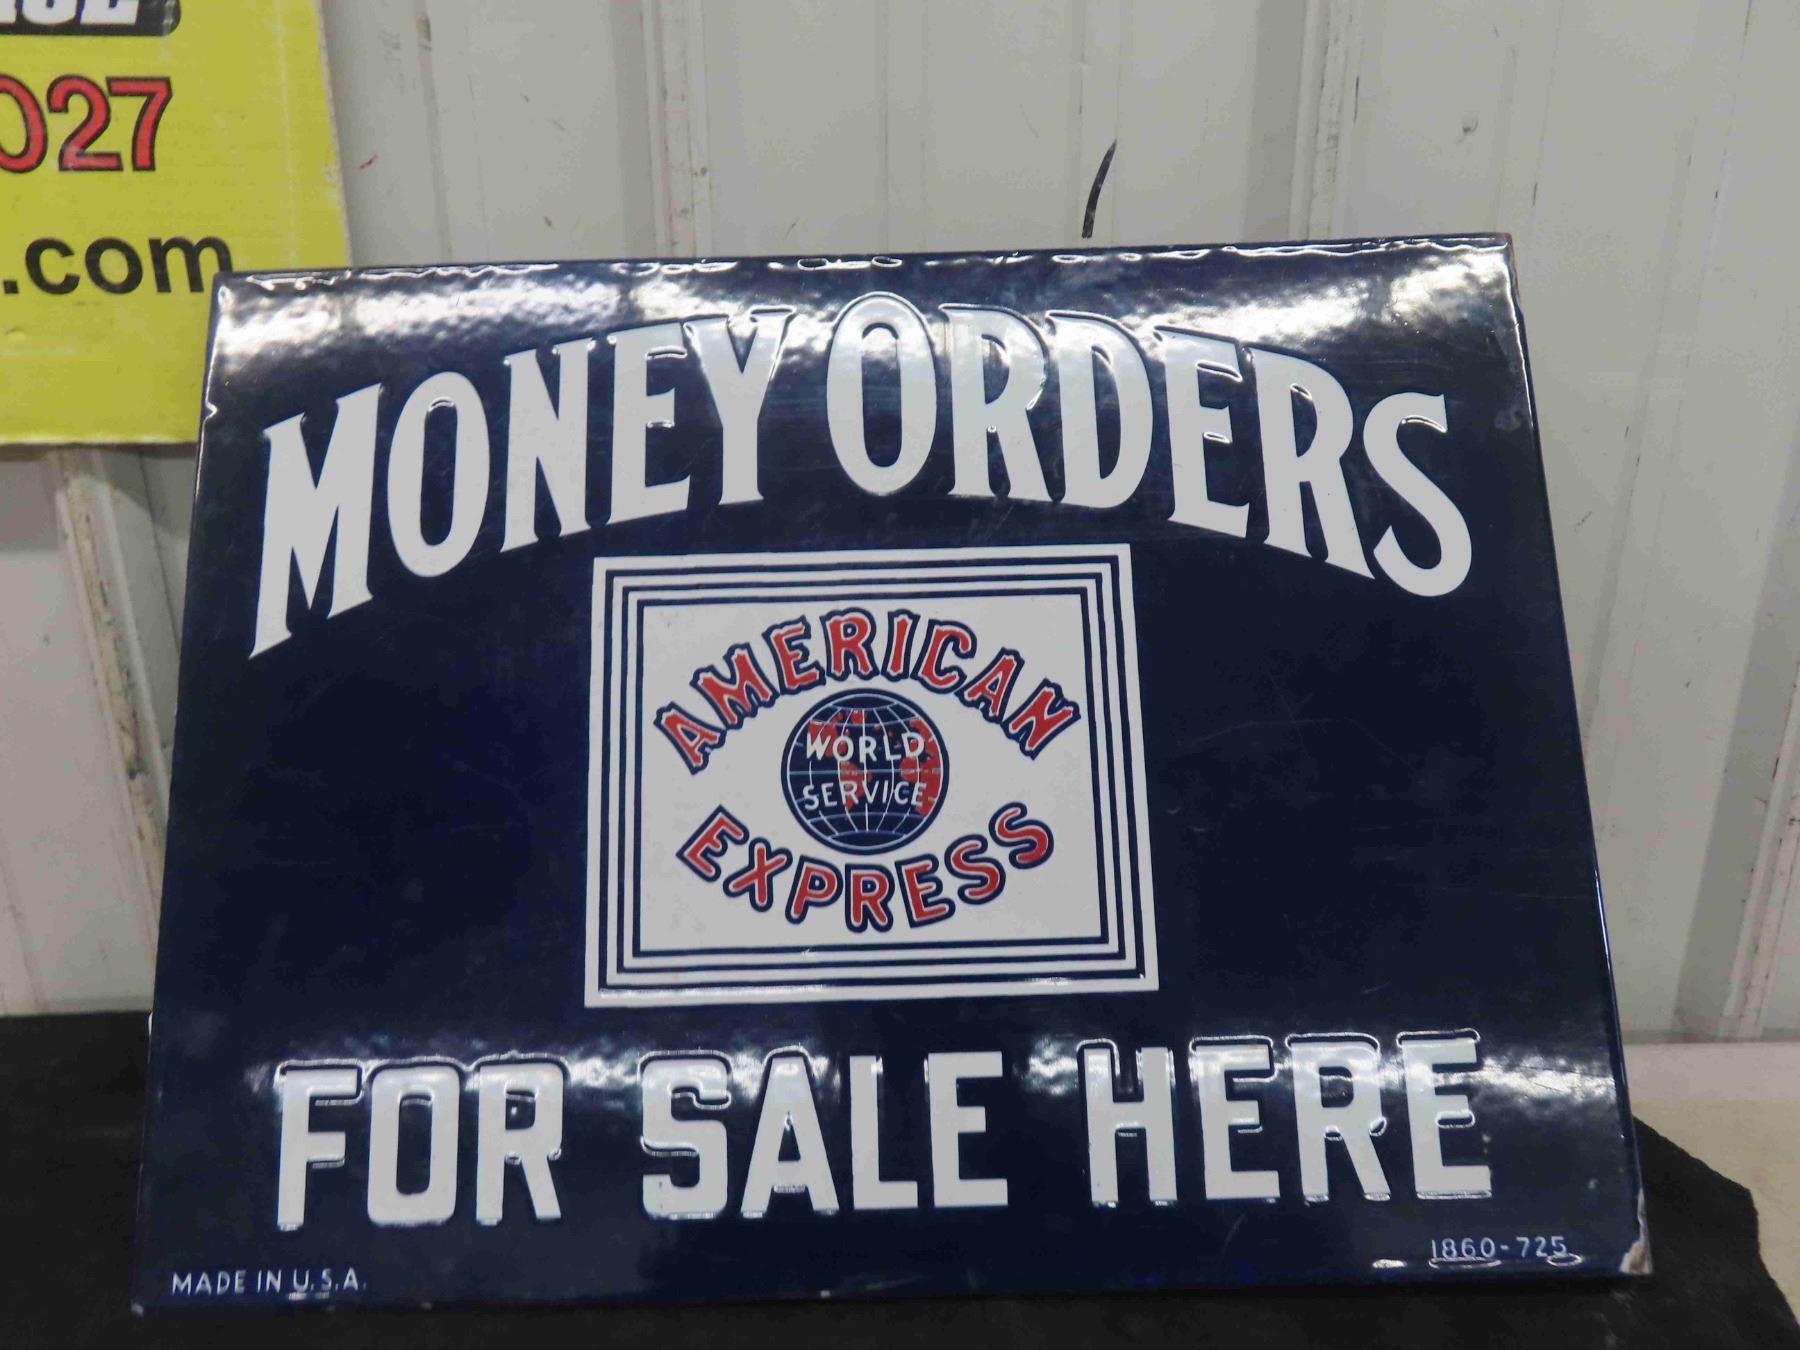 027
.com
MONEY ORDERS
AMERICAN
WORLD
SERVICE
EXPRESS
FOR SALE HERE
1860-725
MADE IN U.S.A.